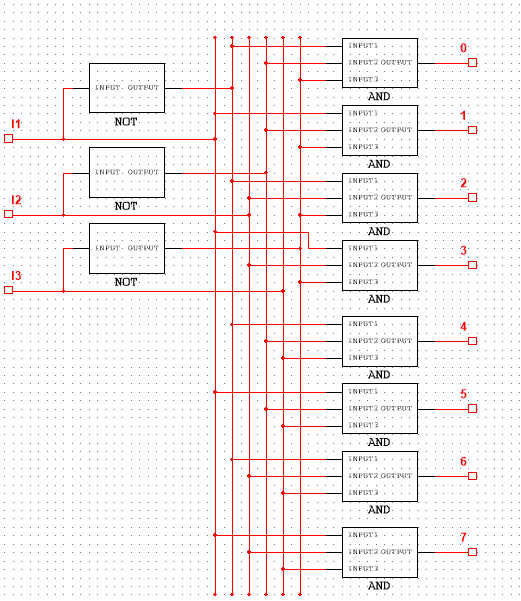 0
INPUT1
INPUT2 OUTPUT
INPUT3
AND
INPUT. OUTPUT
NOT
I1
1
INPUT1
INPUT2 OUTPUT
INPUT3
AND
INPUT. OUTPUT
NOT
I2
2
INPUT1
INPUT2 OUTPUT
INPUT3
AND
INPUT. OUTPUT
NOT
I3
3
INPUT1
INPUT2 OUTPUT
INPUT3
AND
4
INPUT1
INPUT2 OUTPUT
INPUT3
AND
5
INPUT1
INPUT2 OUTPUT
INPUT3
AND
6
INPUT1
INPUT2 OUTPUT
INPUT3
AND
7
INPUT1
INPUT2 OUTPUT
INPUT3
AND